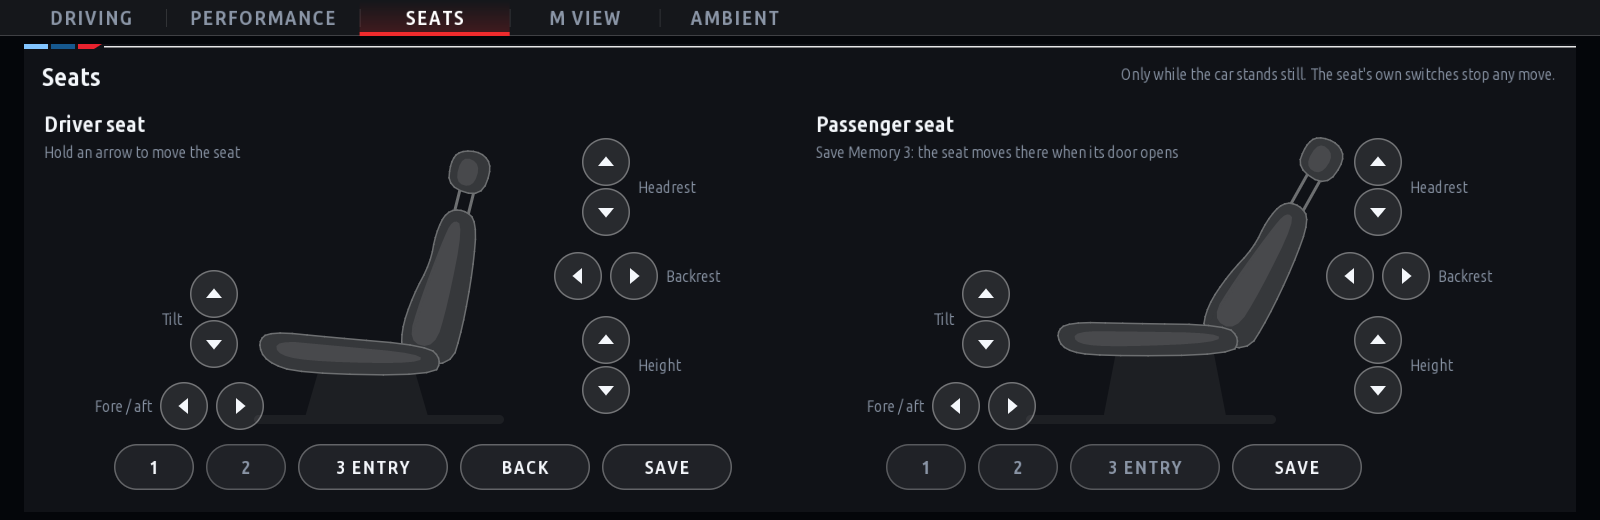 DRIVING
PERFORMANCE
SEATS
M VIEW
AMBIENT
Seats
Only while the car stands still. The seat's own switches stop any move.
Driver seat
Hold an arrow to move the seat
Headrest
Backrest
Tilt
Height
Fore / aft
1
2
3 ENTRY
BACK
SAVE
Passenger seat
Save Memory 3: the seat moves there when its door opens
Headrest
Backrest
Tilt
Height
Fore / aft
1
2
3 ENTRY
SAVE